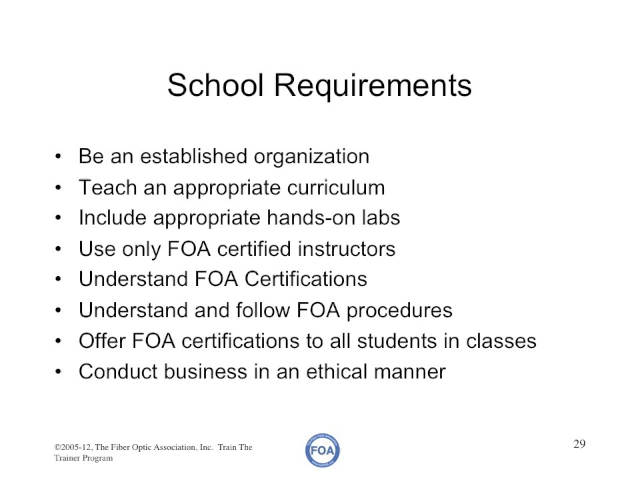 School Requirements
• Be an established organization
• Teach an appropriate curriculum
• Include appropriate hands-on labs
• Use only FOA certified instructors
• Understand FOA Certifications
• Understand and follow FOA procedures
• Offer FOA certifications to all students in classes
• Conduct business in an ethical manner
©2005-12, The Fiber Optic Association, Inc. Train The
Trainer Program
FOA
29